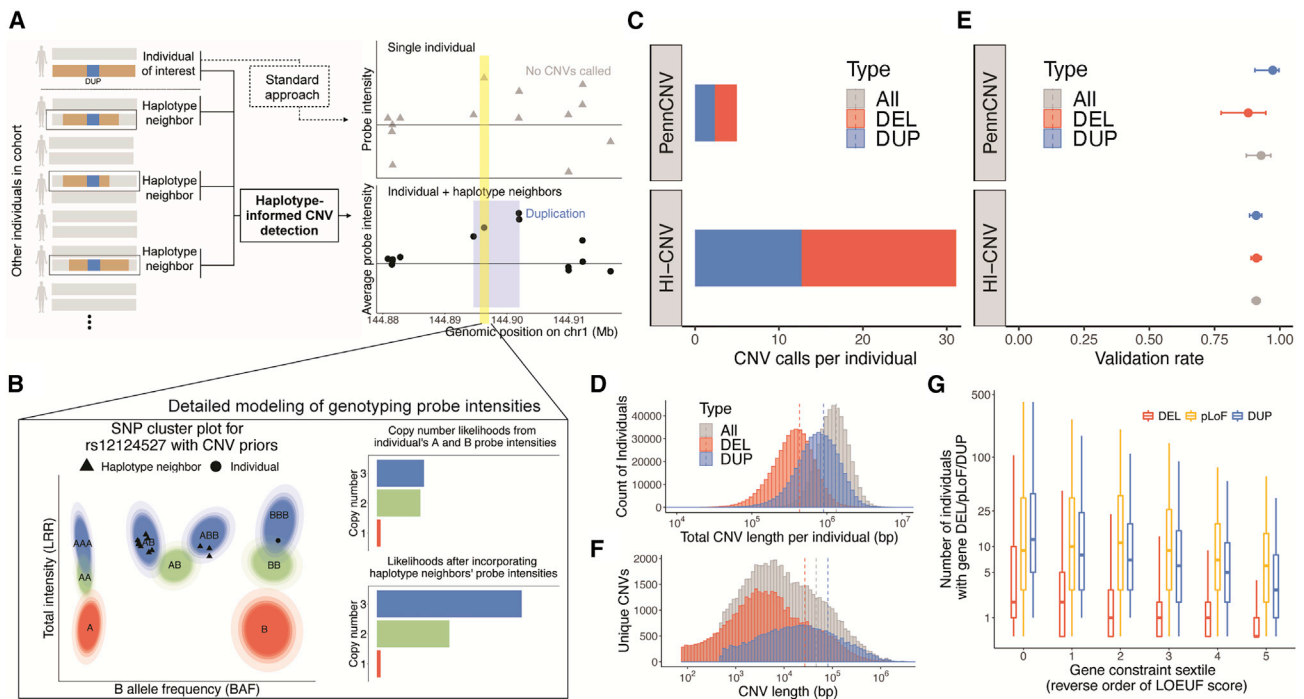 A
Other individuals in cohort
Individual
of interest
DUP
Haplotype
neighbor
Haplotype
neighbor
Haplotype
neighbor
Standard
approach
Haplotype-
informed CNV
detection
Single individual
No CNVs called
Probe intensity
Individual + haplotype neighbors
Duplication
Average probe intensity
144.88 144.89 144.90 144.91
Genomic position on chr1 (Mb)
B
Detailed modeling of genotyping probe intensities
SNP cluster plot for
rs12124527 with CNV priors
Haplotype neighbor Individual
Total intensity (LRR)
AAA
AA
A
AB
AB
ABB
BBB
BB
B
B allele frequency (BAF)
Copy number likelihoods from
individual's A and B probe intensities
Copy number
3
2
1
Likelihoods after incorporating
haplotype neighbors' probe intensities
Copy number
3
2
1
C
PennCNV
HI-CNV
Type
All
DEL
DUP
0 10 20 30
CNV calls per individual
E
PennCNV
HI-CNV
Type
All
DEL
DUP
0.00 0.25 0.50 0.75 1.00
Validation rate
D
Count of Individuals
40000
30000
20000
10000
0
Type
All
DEL
DUP
10⁴ 10⁵ 10⁶ 10⁷
Total CNV length per individual (bp)
F
Unique CNVs
2000
1500
1000
500
0
10² 10³ 10⁴ 10⁵ 10⁶
CNV length (bp)
G
Number of individuals
with gene DEL/pLoF/DUP
500
100
25
10
5
1
DEL pLoF DUP
0 1 2 3 4 5
Gene constraint sextile
(reverse order of LOEUF score)